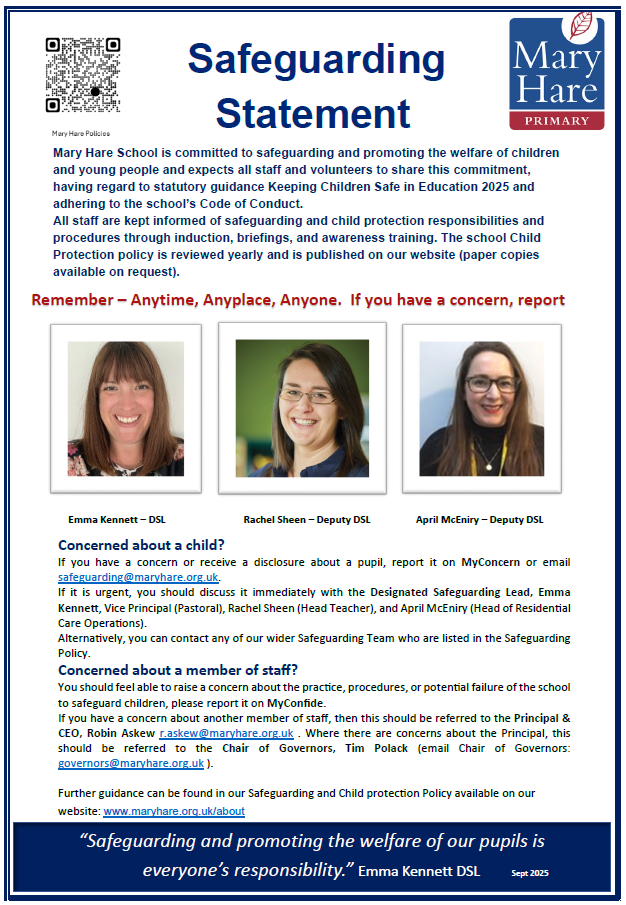 Safeguarding
Statement
Mary Hare Policies
Mary
Hare
PRIMARY
Mary Hare School is committed to safeguarding and promoting the welfare of children
and young people and expects all staff and volunteers to share this commitment,
having regard to statutory guidance Keeping Children Safe in Education 2025 and
adhering to the school's Code of Conduct.
All staff are kept informed of safeguarding and child protection responsibilities and
procedures through induction, briefings, and awareness training. The school Child
Protection policy is reviewed yearly and is published on our website (paper copies
available on request).
Remember – Anytime, Anyplace, Anyone. If you have a concern, report
Emma Kennett – DSL
Rachel Sheen – Deputy DSL
April McEniry – Deputy DSL
Concerned about a child?
If you have a concern or receive a disclosure about a pupil, report it on MyConcern or email
safeguarding@maryhare.org.uk.
If it is urgent, you should discuss it immediately with the Designated Safeguarding Lead, Emma
Kennett, Vice Principal (Pastoral), Rachel Sheen (Head Teacher), and April McEniry (Head of Residential
Care Operations).
Alternatively, you can contact any of our wider Safeguarding Team who are listed in the Safeguarding
Policy.
Concerned about a member of staff?
You should feel able to raise a concern about the practice, procedures, or potential failure of the school
to safeguard children, please report it on MyConfide.
If you have a concern about another member of staff, then this should be referred to the Principal &
CEO, Robin Askew r.askew@maryhare.org.uk . Where there are concerns about the Principal, this
should be referred to the Chair of Governors, Tim Polack (email Chair of Governors:
governors@maryhare.org.uk ).
Further guidance can be found in our Safeguarding and Child protection Policy available on our
website: www.maryhare.org.uk/about
"Safeguarding and promoting the welfare of our pupils is
everyone's responsibility." Emma Kennett DSL Sept 2025